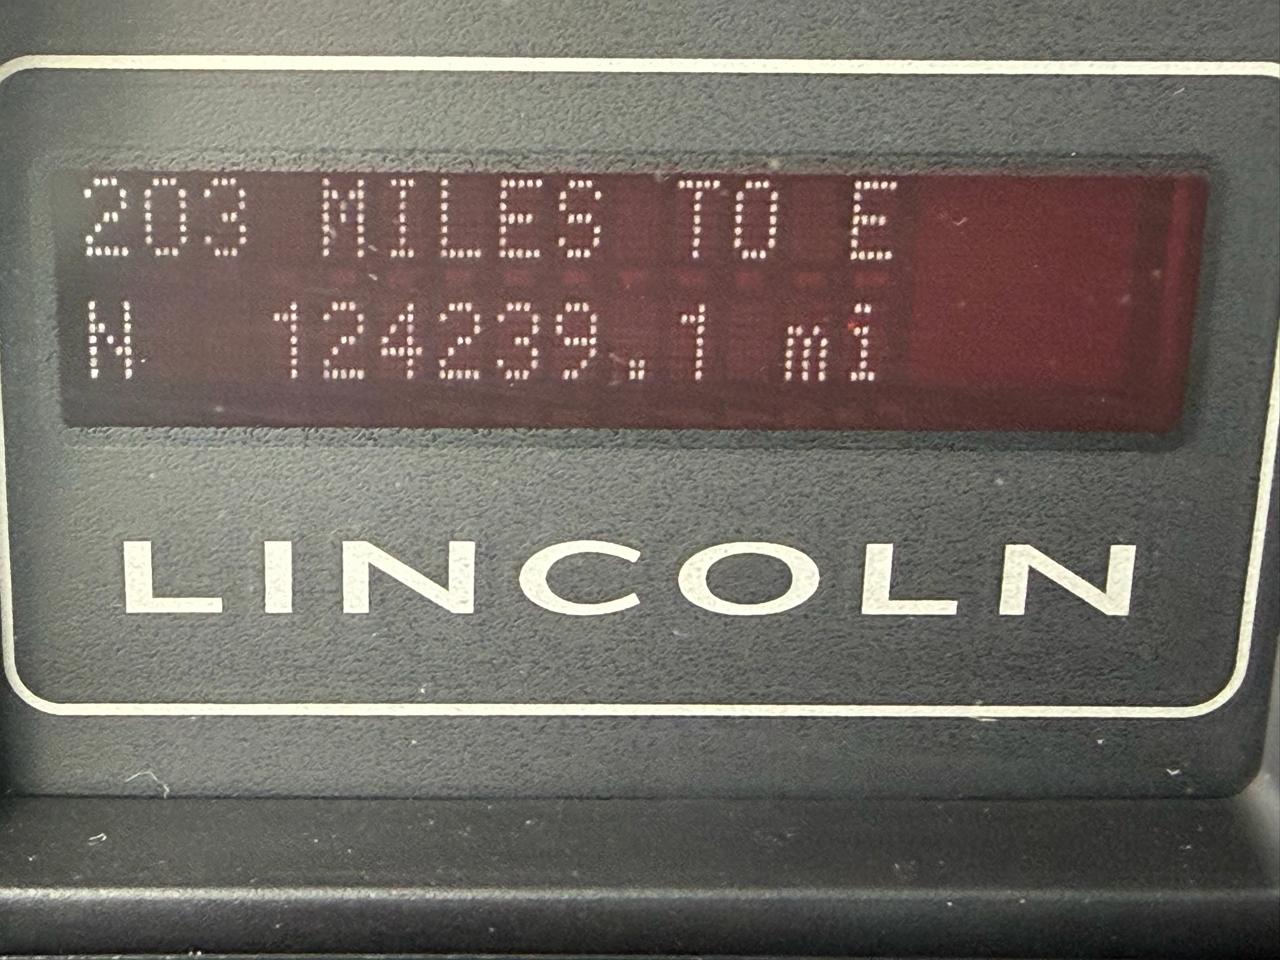 203 MILES TO E
N 124239.1 mi
LINCOLN